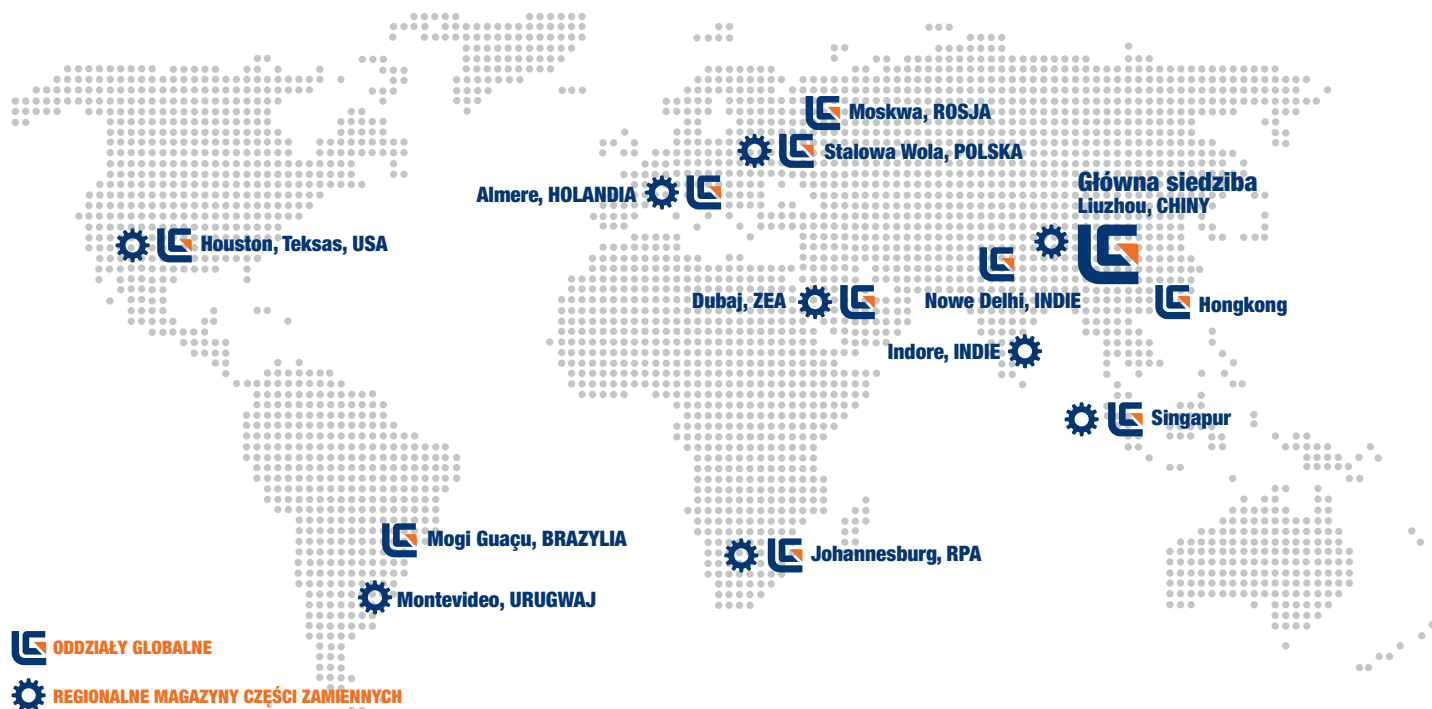 Moskwa, ROSJA
Stalowa Wola, POLSKA
Główna siedziba
Liuzhou, CHINY
Almere, HOLANDIA
Houston, Teksas, USA
Dubaj, ZEA
Nowe Delhi, INDIE
Hongkong
Indore, INDIE
Singapur
Mogi Guaçu, BRAZYLIA
Johannesburg, RPA
Montevideo, URUGWAJ
ODDZIAŁY GLOBALNE
REGIONALNE MAGAZYNY CZĘŚCI ZAMIENNYCH